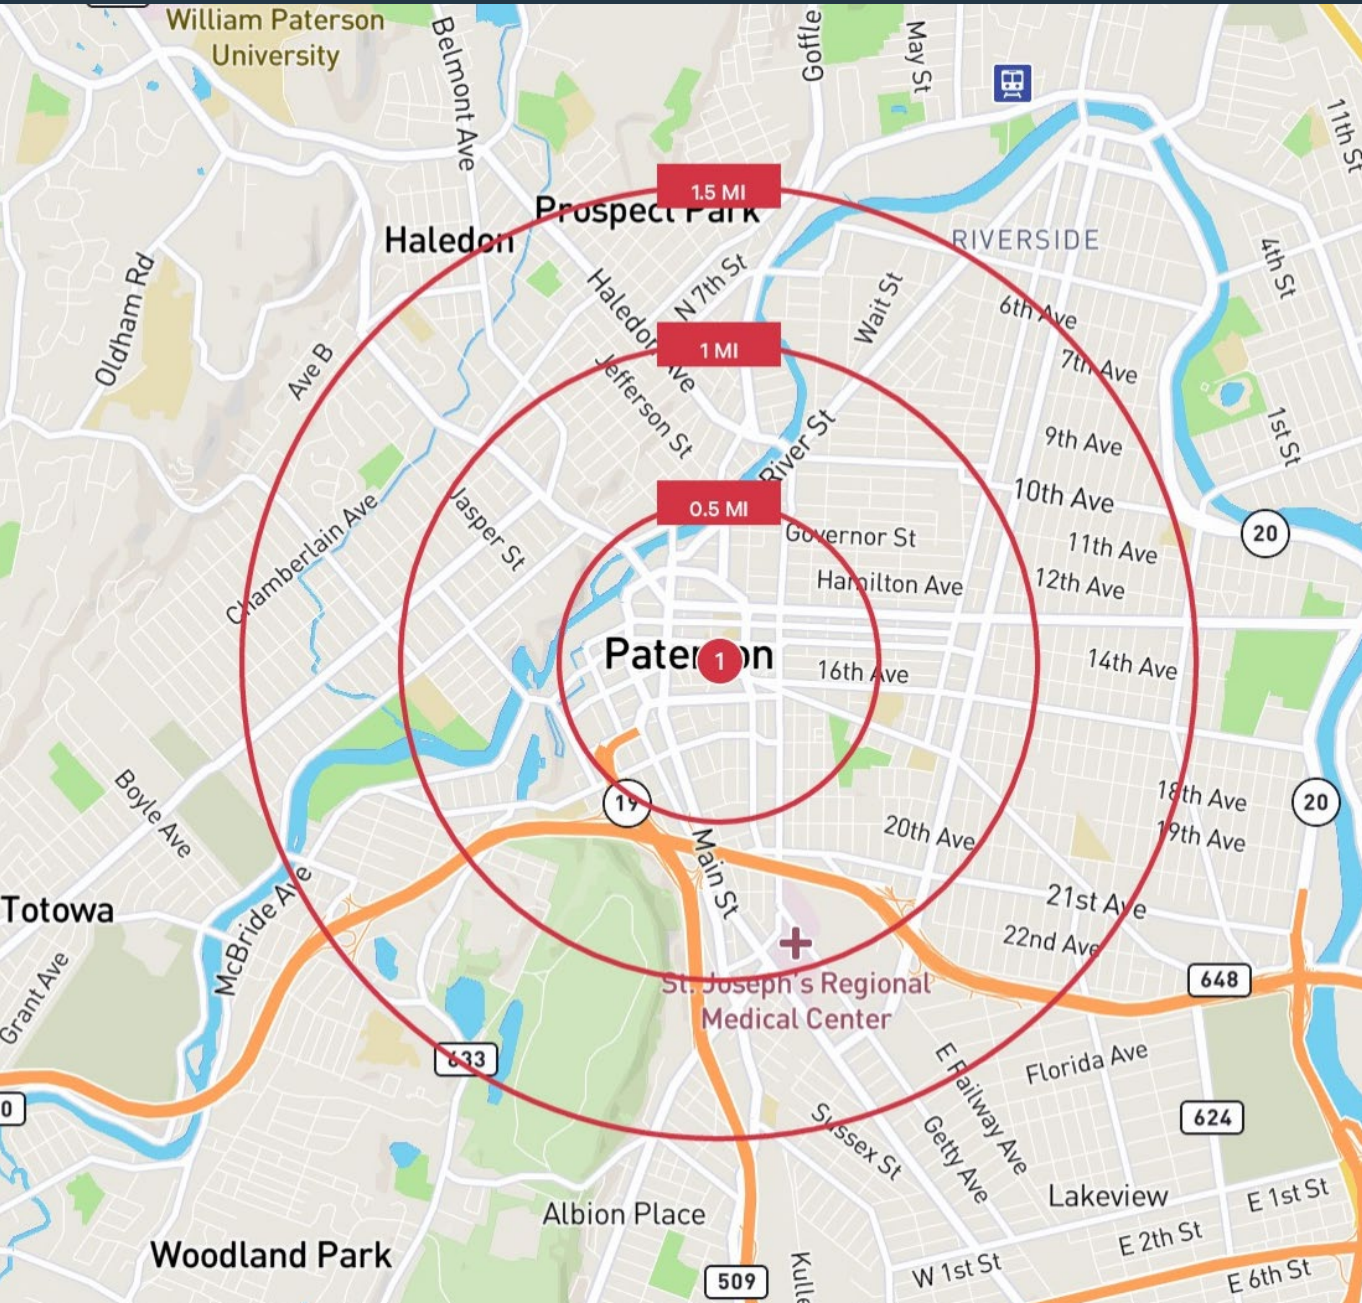 William Paterson
University
Belmont Ave
Goffle
May St
11th St
1.5 MI
Prospect Park
Haledon
RIVERSIDE
4th St
Oldham Rd
N 7th St
Haledon Ave
Wait St
6th Ave
1 MI
Ave B
Jefferson St
7th Ave
1st St
River St
9th Ave
10th Ave
Jasper St
Chamberlain Ave
0.5 MI
Governor St
11th Ave
20
Hamilton Ave
12th Ave
Paterson
1
16th Ave
14th Ave
Boyle Ave
19
18th Ave
20
20th Ave
19th Ave
Main St
Totowa
McBride Ave
21st Ave
22nd Ave
Grant Ave
St. Joseph's Regional
Medical Center
648
633
E Railway Ave
Florida Ave
0
Sussex St
Getty Ave
624
Lakeview
E 1st St
Albion Place
E 2th St
Woodland Park
W 1st St
E 6th St
509
Kulle